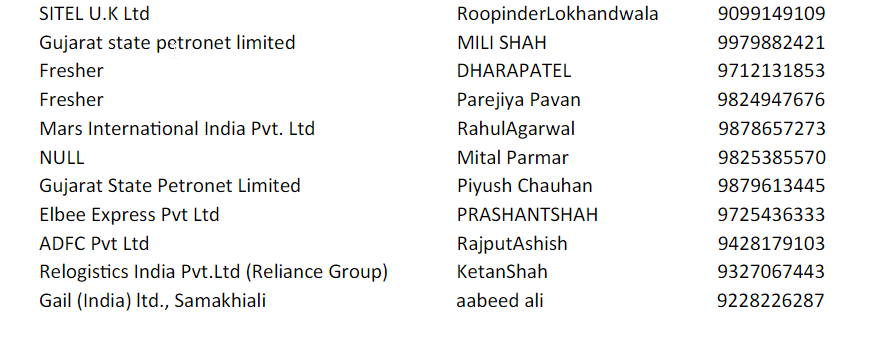 SITEL U.K Ltd RoopinderLokhandwala 9099149109
Gujarat state petronet limited MILI SHAH 9979882421
Fresher DHARAPATEL 9712131853
Fresher Parejiya Pavan 9824947676
Mars International India Pvt. Ltd RahulAgarwal 9878657273
NULL Mital Parmar 9825385570
Gujarat State Petronet Limited Piyush Chauhan 9879613445
Elbee Express Pvt Ltd PRASHANTSHAH 9725436333
ADFC Pvt Ltd RajputAshish 9428179103
Relogistics India Pvt.Ltd (Reliance Group) KetanShah 9327067443
Gail (India) ltd., Samakhiali aabeed ali 9228226287